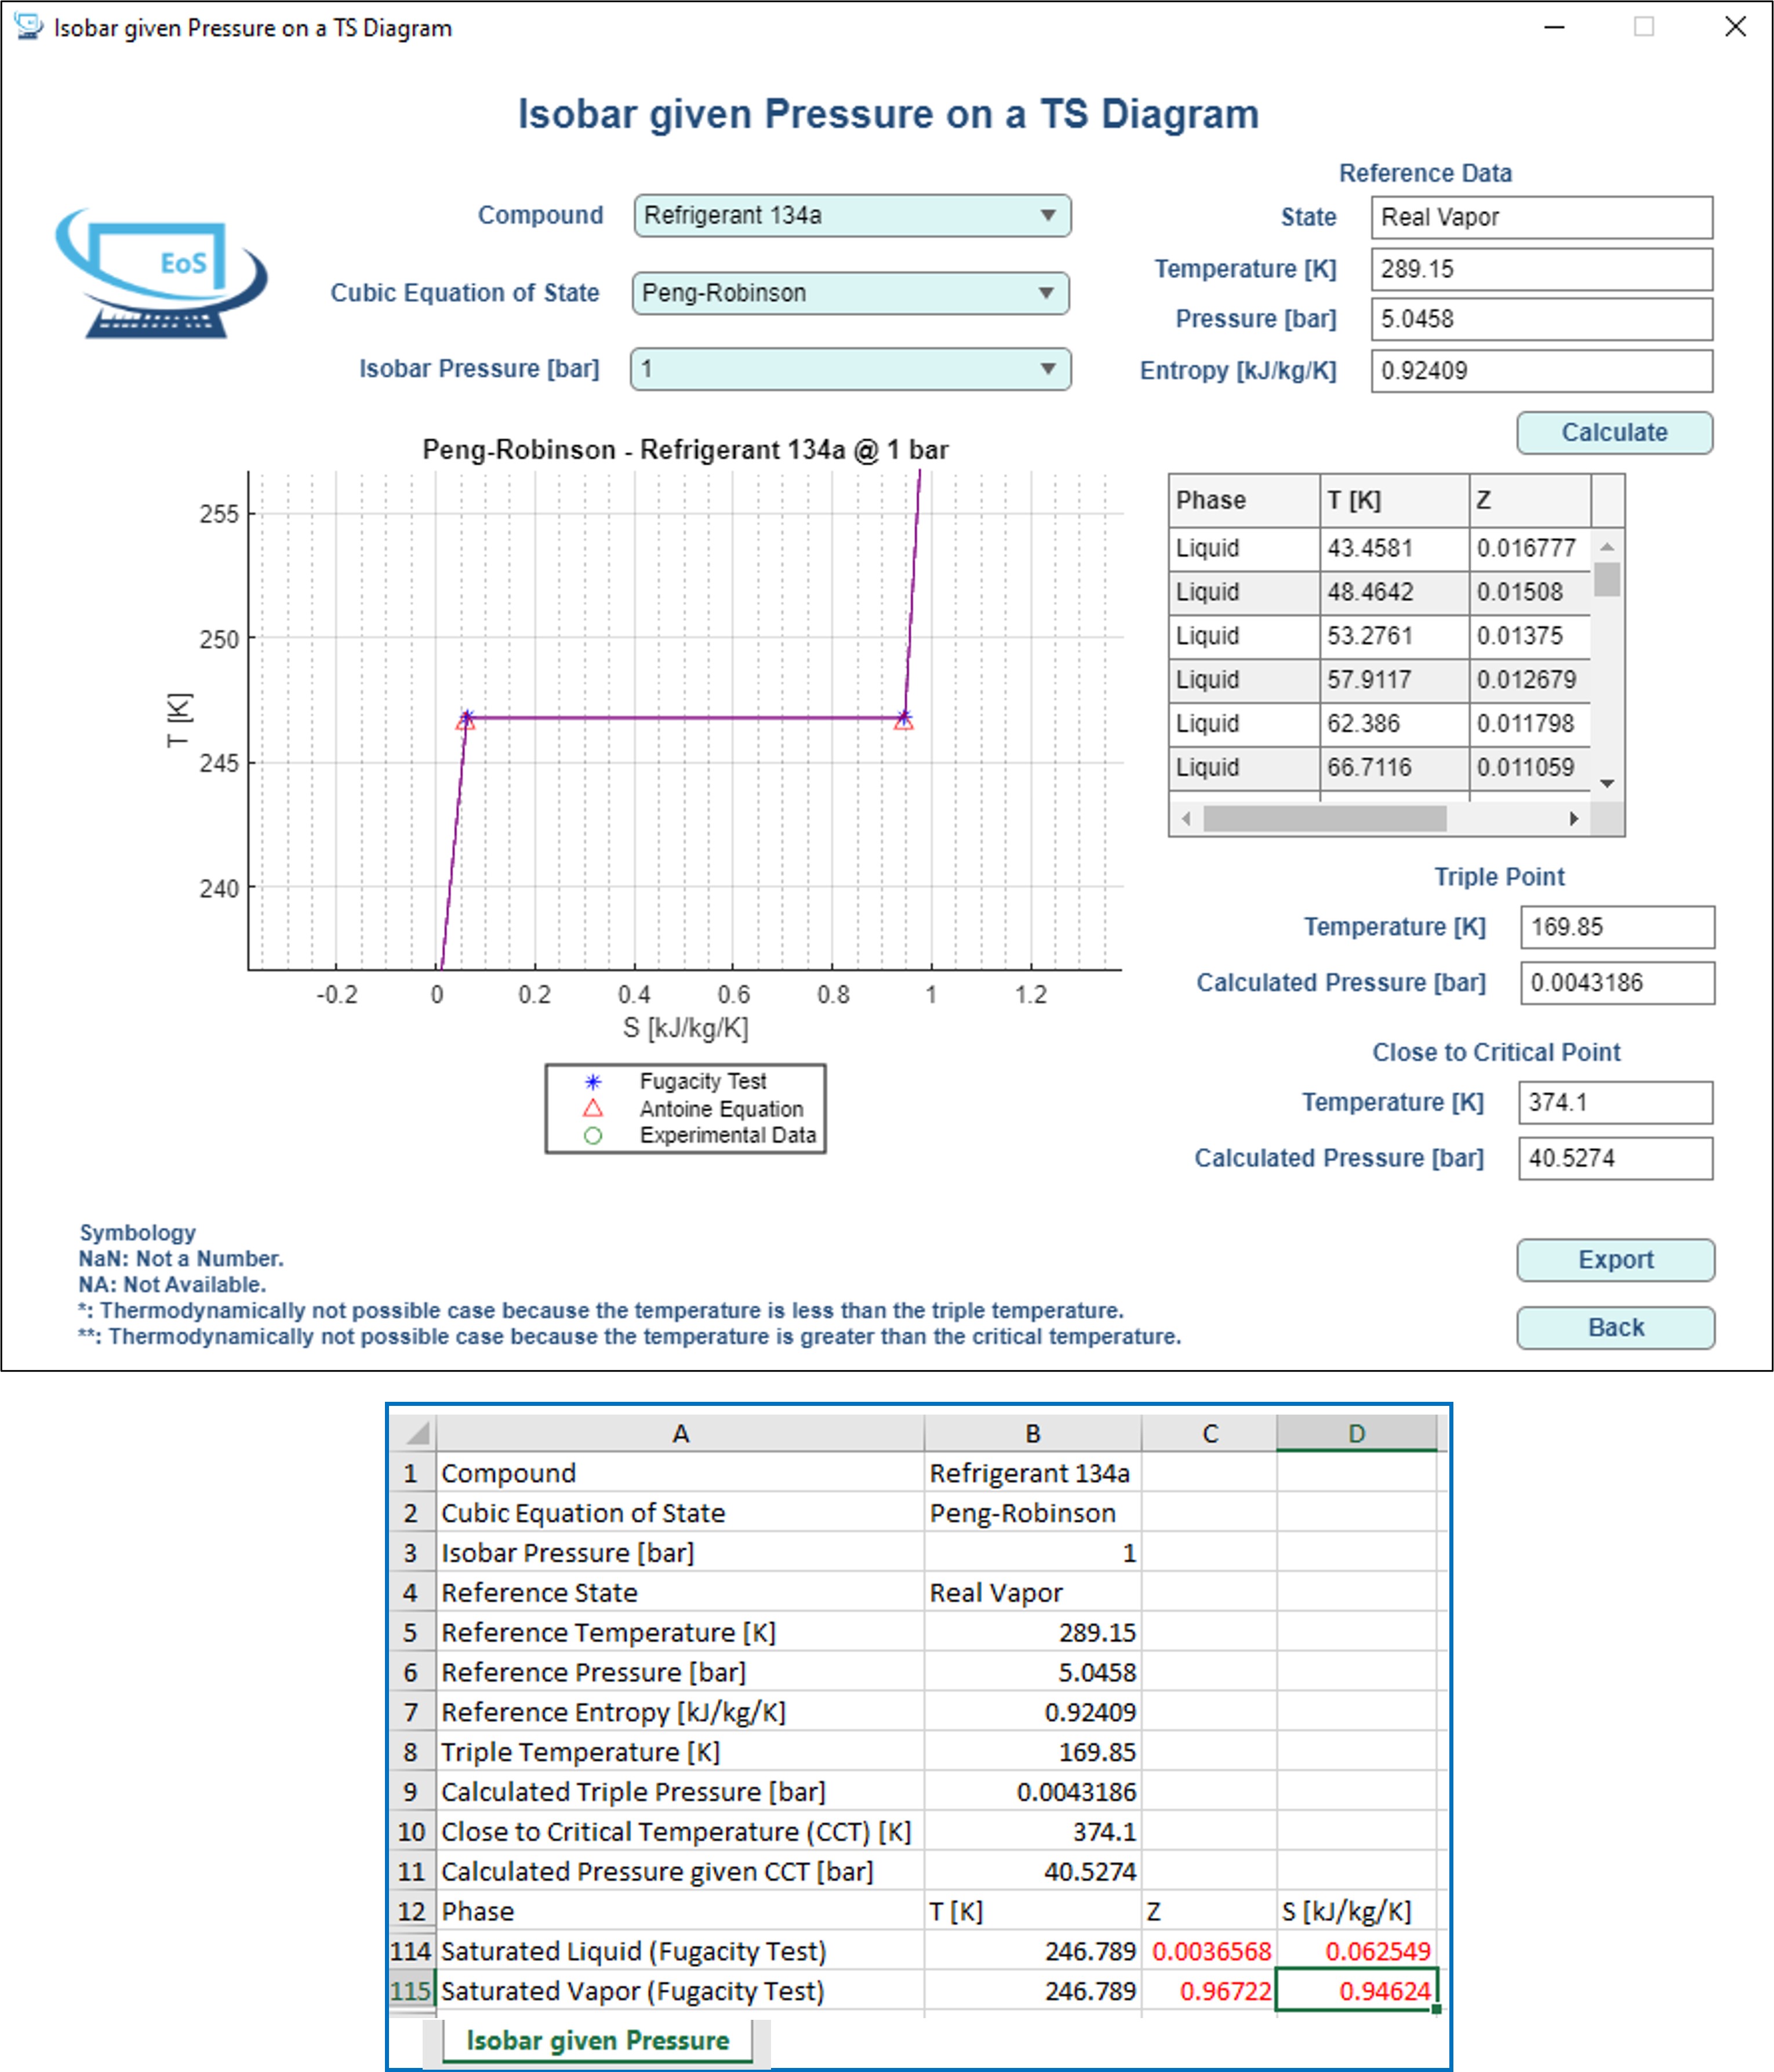 Isobar given Pressure on a TS Diagram
Isobar given Pressure on a TS Diagram
EoS
Compound
Refrigerant 134a
Cubic Equation of State
Peng-Robinson
Isobar Pressure [bar]
1
Reference Data
State
Real Vapor
Temperature [K]
289.15
Pressure [bar]
5.0458
Entropy [kJ/kg/K]
0.92409
Calculate
Peng-Robinson - Refrigerant 134a @ 1 bar
255
250
245
240
T [K]
-0.2 0 0.2 0.4 0.6 0.8 1 1.2
S [kJ/kg/K]
Fugacity Test
Antoine Equation
Experimental Data
Phase T [K] Z
Liquid 43.4581 0.016777
Liquid 48.4642 0.01508
Liquid 53.2761 0.01375
Liquid 57.9117 0.012679
Liquid 62.386 0.011798
Liquid 66.7116 0.011059
Triple Point
Temperature [K]
169.85
Calculated Pressure [bar]
0.0043186
Close to Critical Point
Temperature [K]
374.1
Calculated Pressure [bar]
40.5274
Symbology
NaN: Not a Number.
NA: Not Available.
*: Thermodynamically not possible case because the temperature is less than the triple temperature.
**: Thermodynamically not possible case because the temperature is greater than the critical temperature.
Export
Back
A B C D
1 Compound Refrigerant 134a
2 Cubic Equation of State Peng-Robinson
3 Isobar Pressure [bar] 1
4 Reference State Real Vapor
5 Reference Temperature [K] 289.15
6 Reference Pressure [bar] 5.0458
7 Reference Entropy [kJ/kg/K] 0.92409
8 Triple Temperature [K] 169.85
9 Calculated Triple Pressure [bar] 0.0043186
10 Close to Critical Temperature (CCT) [K] 374.1
11 Calculated Pressure given CCT [bar] 40.5274
12 Phase T [K] Z S [kJ/kg/K]
114 Saturated Liquid (Fugacity Test) 246.789 0.0036568 0.062549
115 Saturated Vapor (Fugacity Test) 246.789 0.96722 0.94624
Isobar given Pressure